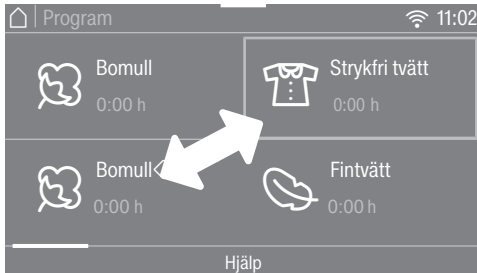 Program 11:02
Bomull Strykfri tvätt
0:00 h 0:00 h
Bomull Fintvätt
0:00 h 0:00 h
Hjälp